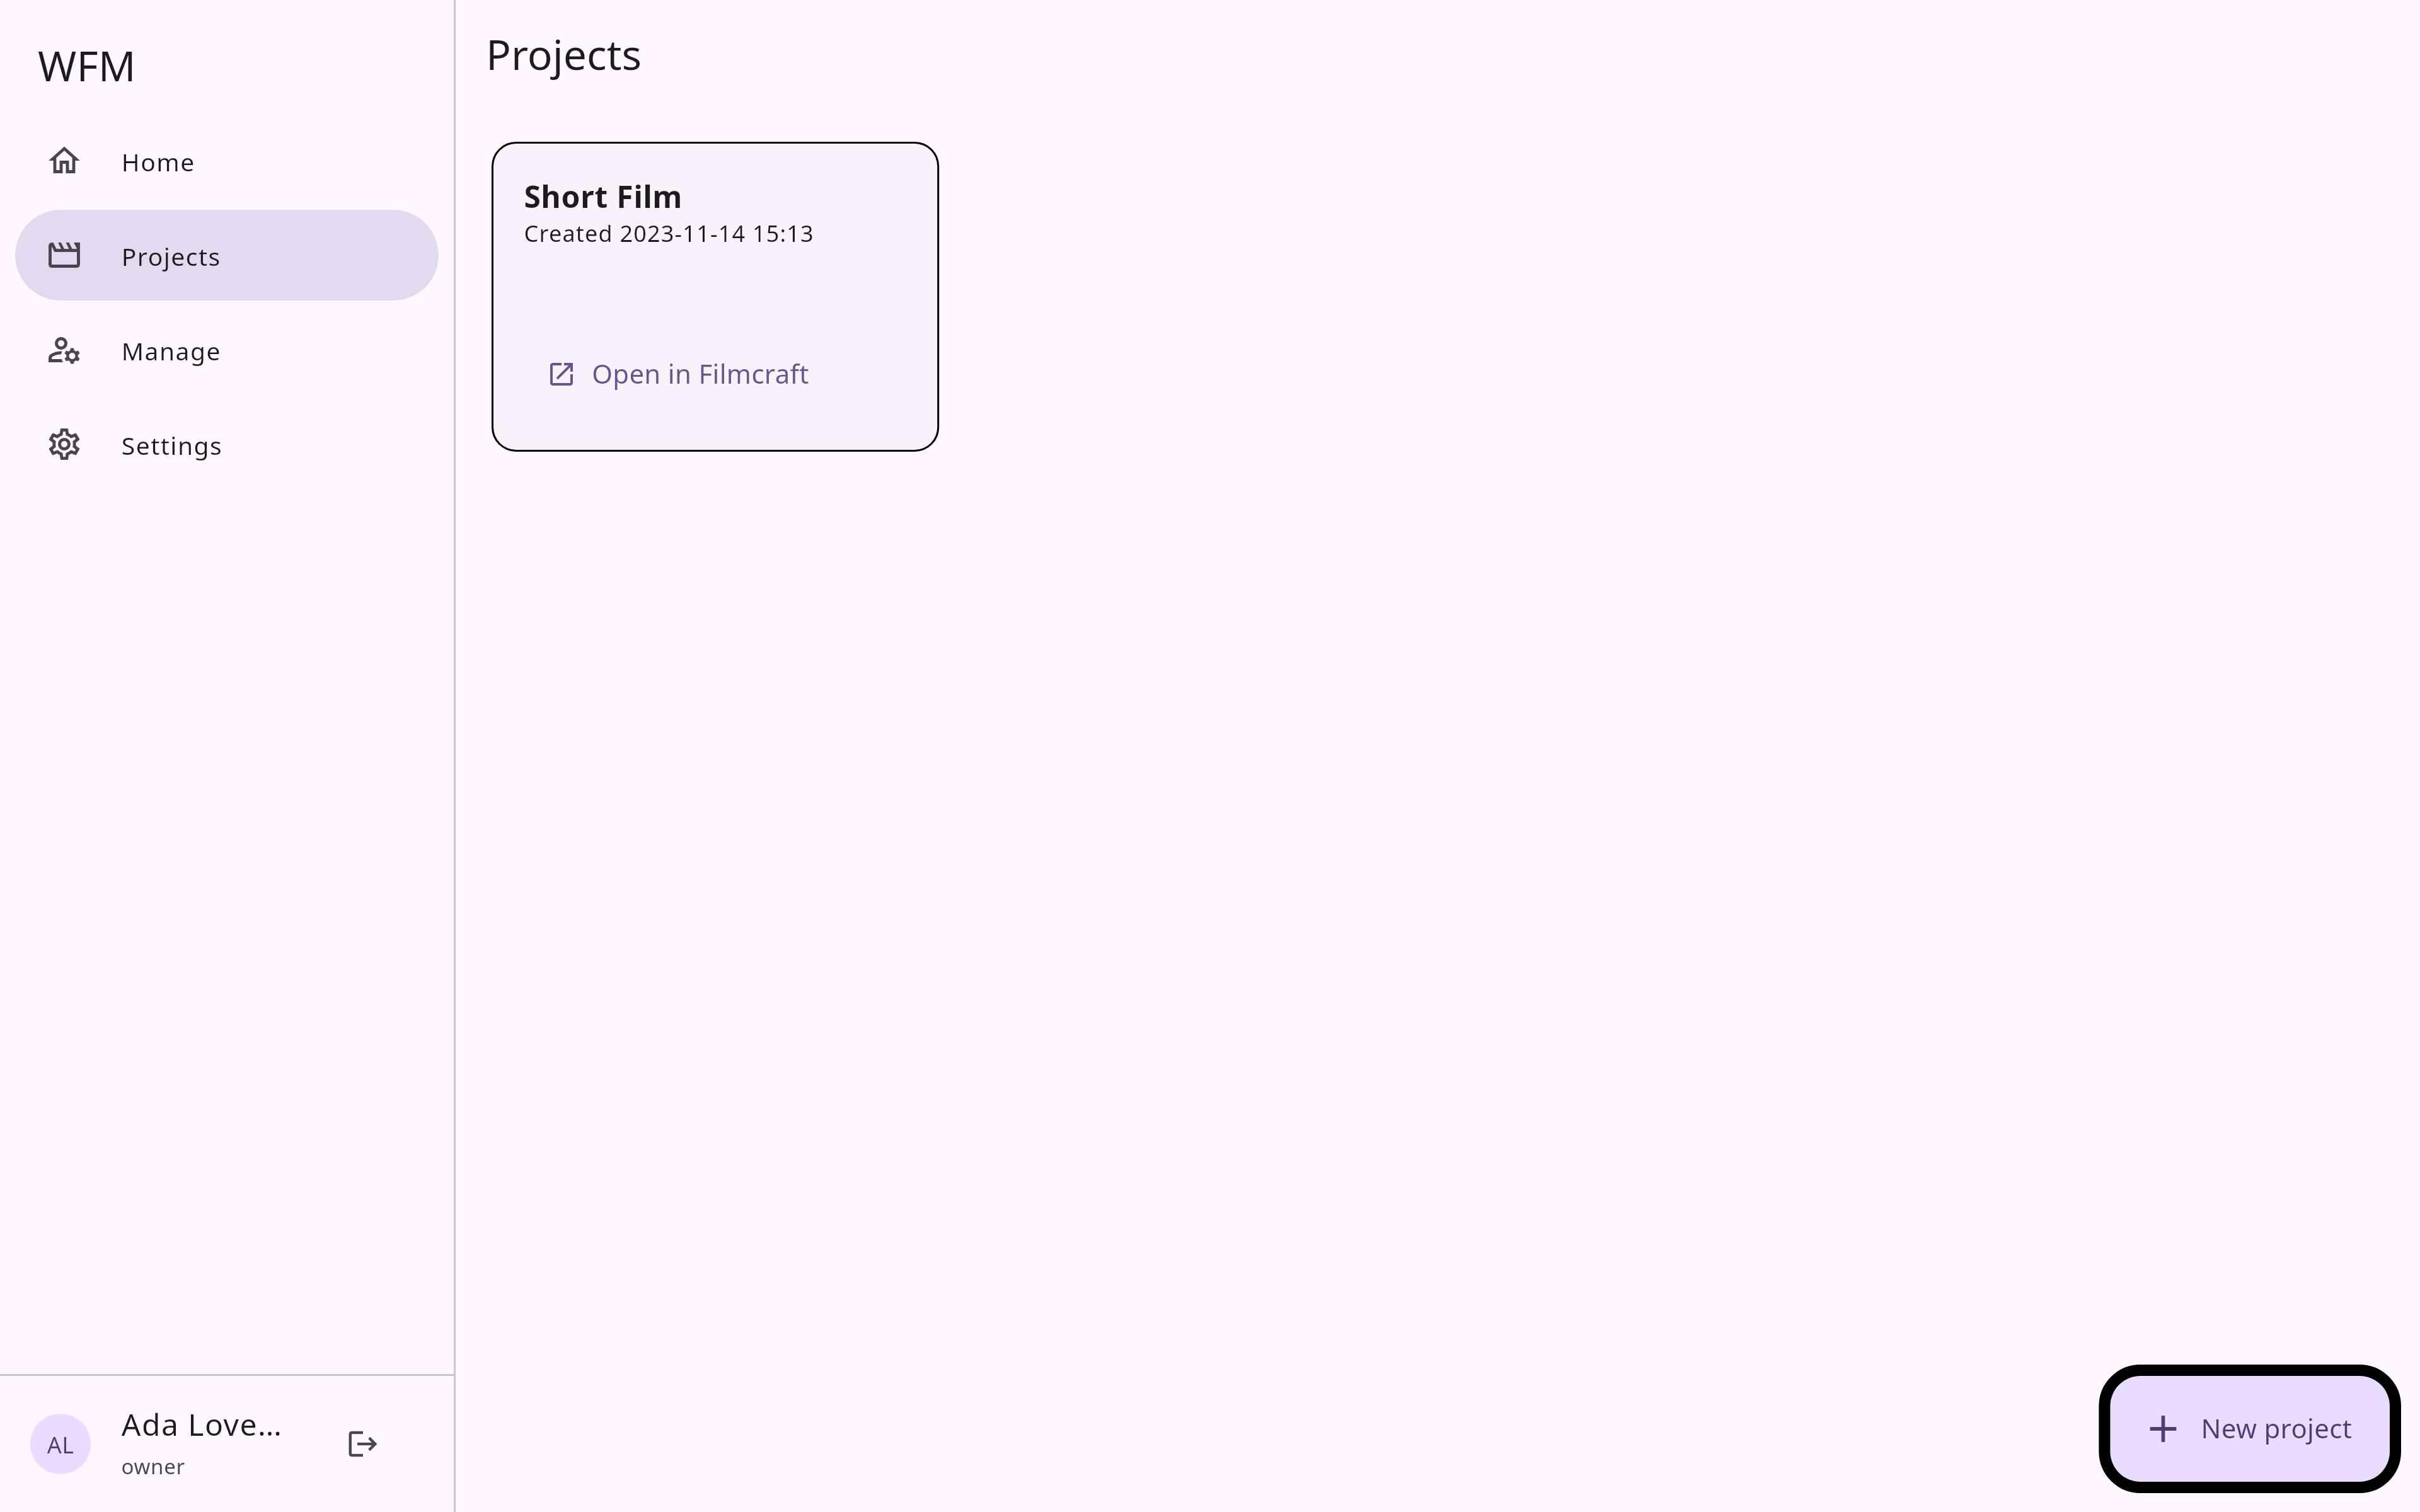 WFM
Home
Projects
Manage
Settings
AL
Ada Love...
owner
Projects
Short Film
Created 2023-11-14 15:13
Open in Filmcraft
New project